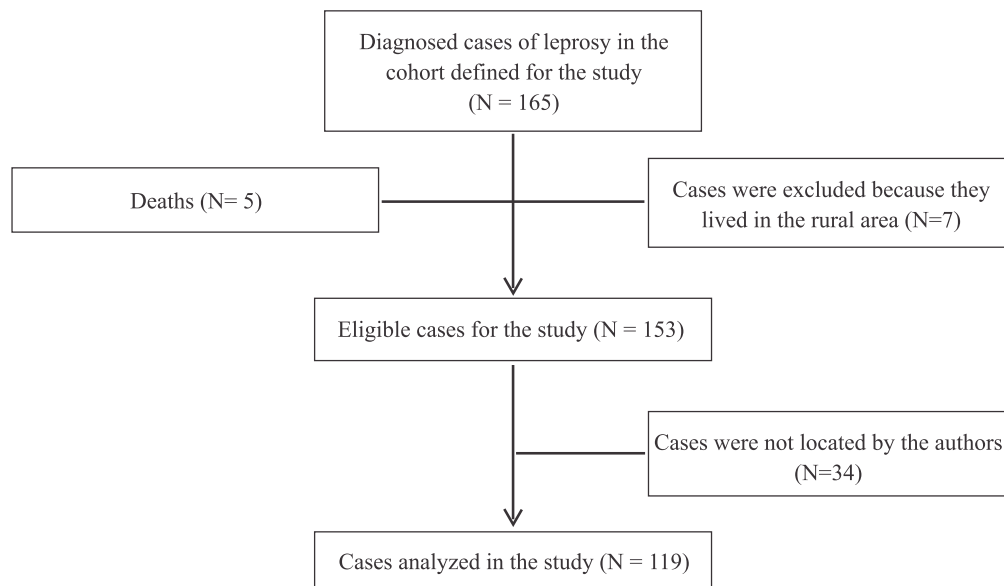 Diagnosed cases of leprosy in the
cohort defined for the study
(N = 165)
Deaths (N= 5)
Cases were excluded because they
lived in the rural area (N=7)
Eligible cases for the study (N = 153)
Cases were not located by the authors
(N=34)
Cases analyzed in the study (N = 119)